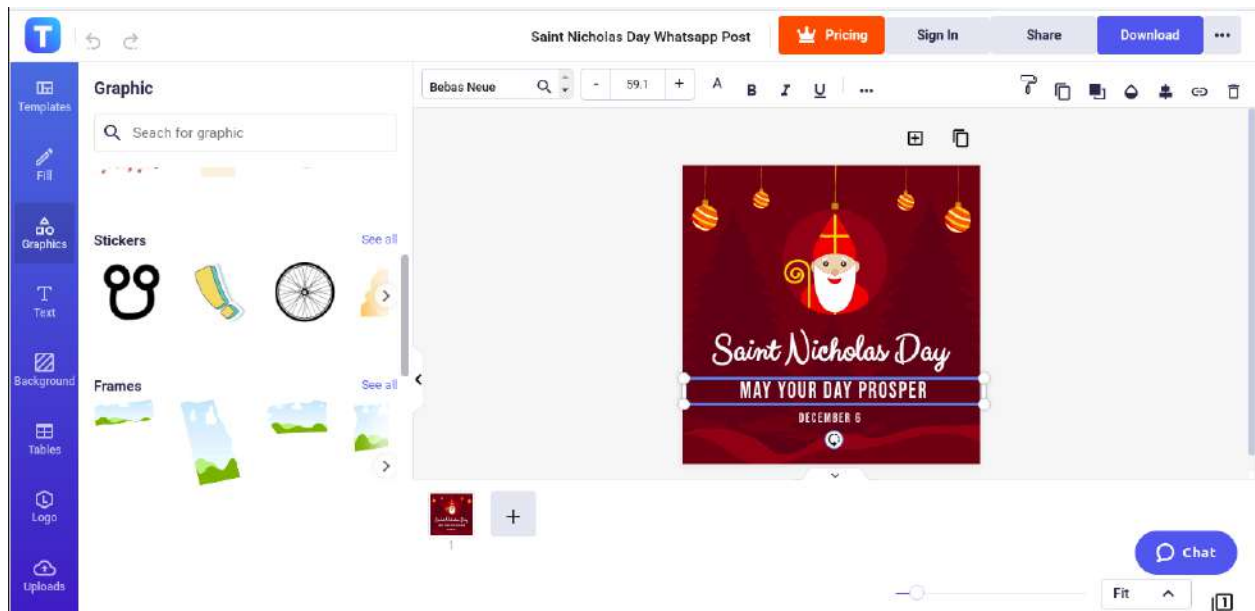 T
Saint Nicholas Day Whatsapp Post
Pricing
Sign In
Share
Download
Templates
Fill
Graphics
Text
Background
Tables
Logo
Uploads
Graphic
Seach for graphic
Stickers
See all
Frames
See all
Bebas Neue
- 59.1 +
A B I U
Saint Nicholas Day
MAY YOUR DAY PROSPER
DECEMBER 6
1
+
Chat
Fit
1